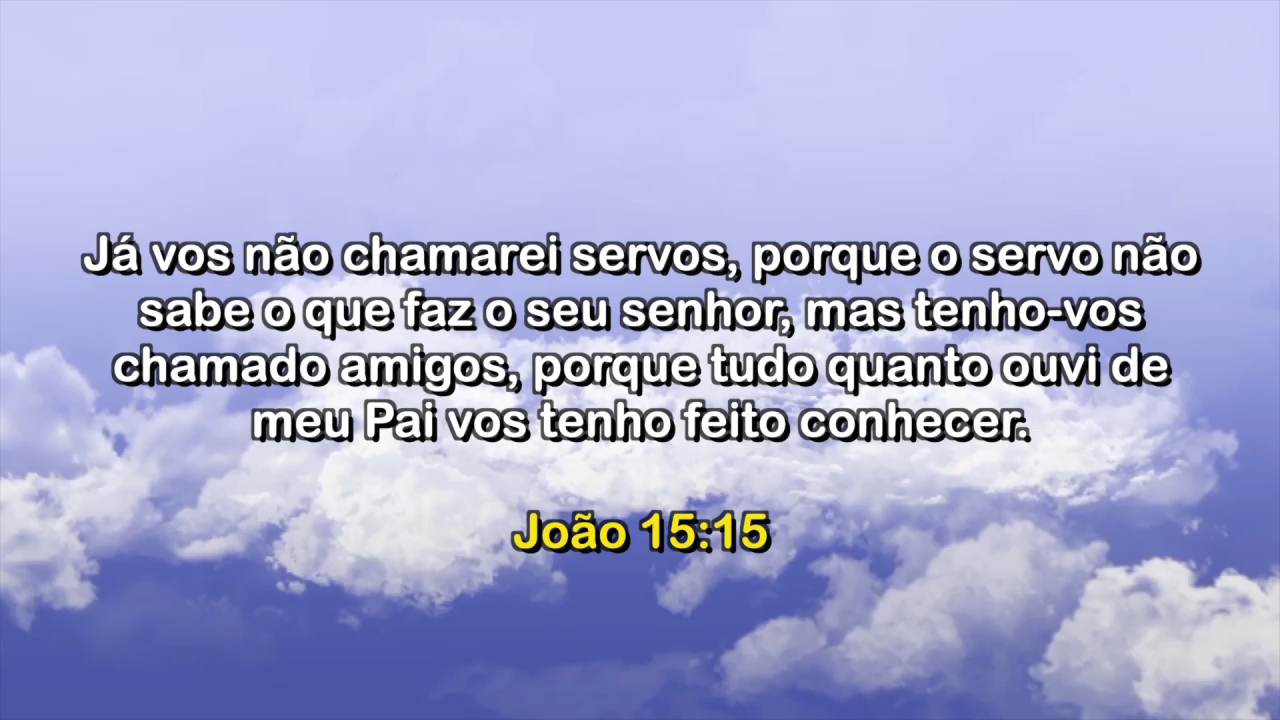 Já vos não chamarei servos, porque o servo não
sabe o que faz o seu senhor, mas tenho-vos
chamado amigos, porque tudo quanto ouvi de
meu Pai vos tenho feito conhecer.
João 15:15